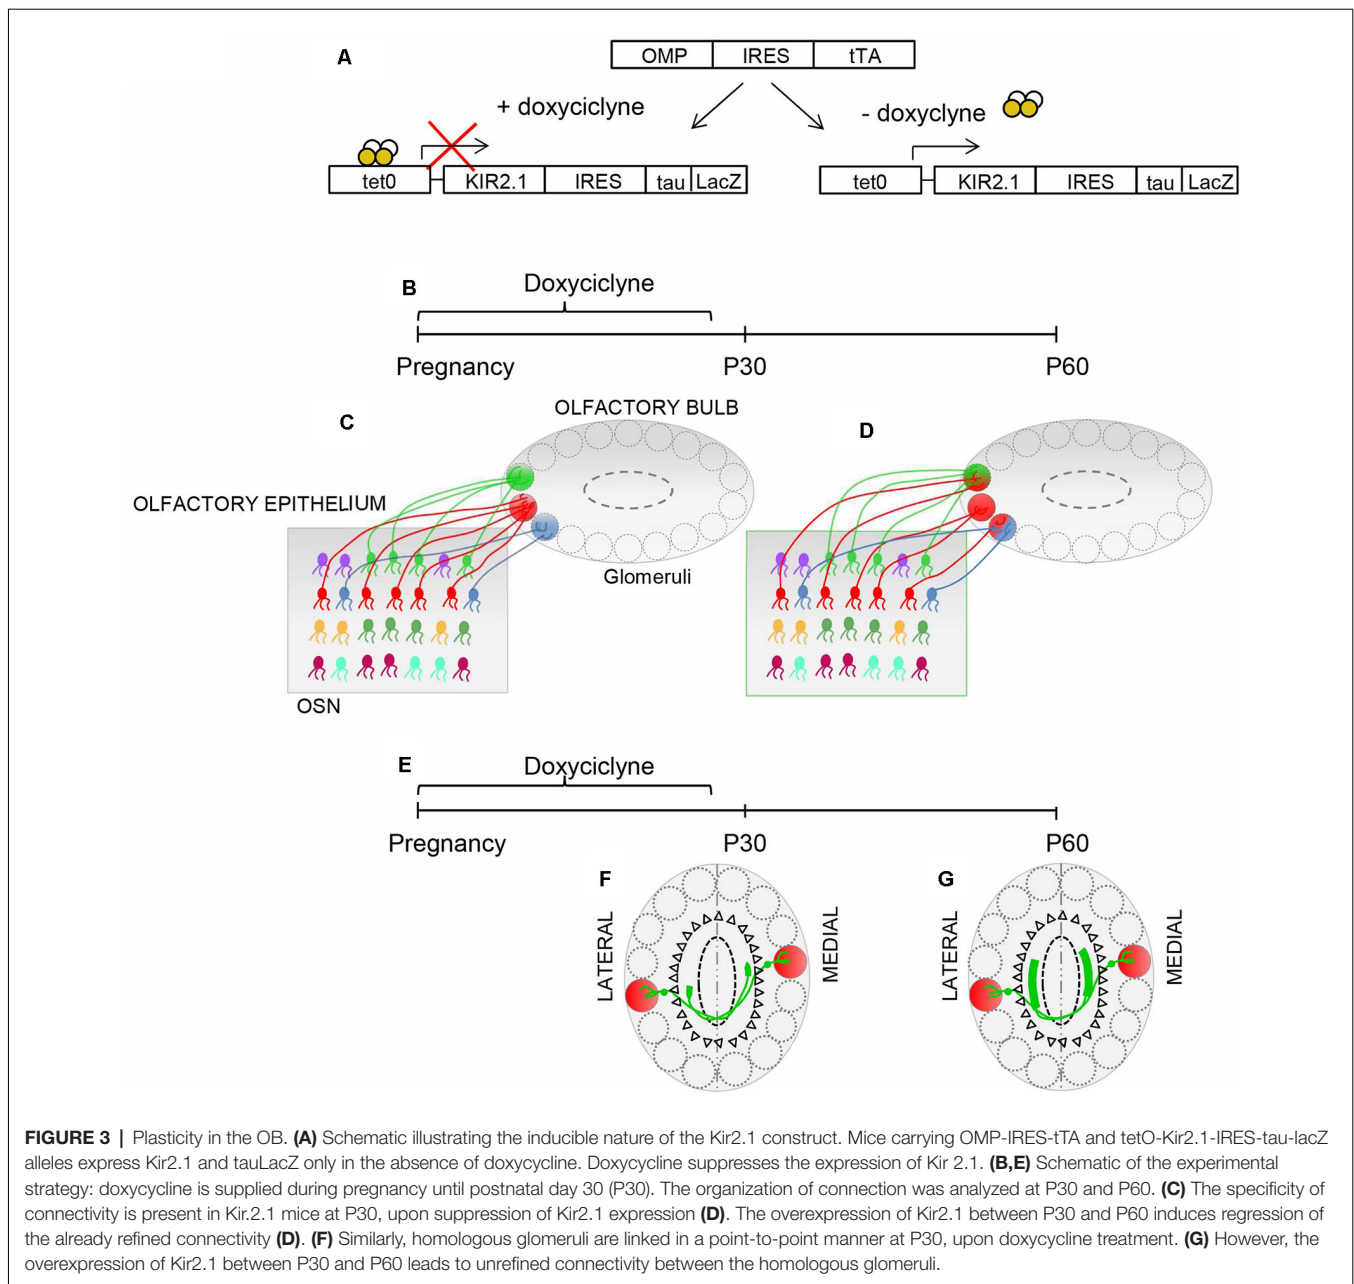 A
OMP IRES tTA
+ doxyciclyne
- doxyclyne
tet0 KIR2.1 IRES tau LacZ
tet0 KIR2.1 IRES tau LacZ
B
Doxyciclyne
Pregnancy P30 P60
C
OLFACTORY BULB
D
OLFACTORY EPITHELIUM
Glomeruli
OSN
E
Doxyciclyne
Pregnancy P30 P60
F
LATERAL
MEDIAL
G
LATERAL
MEDIAL
FIGURE 3 | Plasticity in the OB. (A) Schematic illustrating the inducible nature of the Kir2.1 construct. Mice carrying OMP-IRES-tTA and tetO-Kir2.1-IRES-tau-lacZ
alleles express Kir2.1 and tauLacZ only in the absence of doxycycline. Doxycycline suppresses the expression of Kir 2.1. (B,E) Schematic of the experimental
strategy: doxycycline is supplied during pregnancy until postnatal day 30 (P30). The organization of connection was analyzed at P30 and P60. (C) The specificity of
connectivity is present in Kir.2.1 mice at P30, upon suppression of Kir2.1 expression (D). The overexpression of Kir2.1 between P30 and P60 induces regression of
the already refined connectivity (D). (F) Similarly, homologous glomeruli are linked in a point-to-point manner at P30, upon doxycycline treatment. (G) However, the
overexpression of Kir2.1 between P30 and P60 leads to unrefined connectivity between the homologous glomeruli.